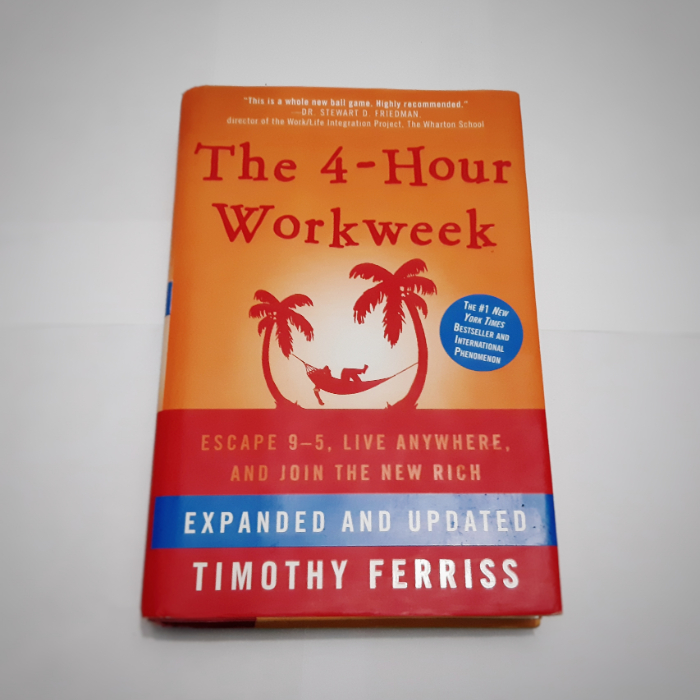 "This is a whole new ball game. Highly recommended."
—DR. STEWART D. FRIEDMAN,
director of the Work/Life Integration Project, The Wharton School
The 4-Hour
Workweek
THE #1 NEW
YORK TIMES
BESTSELLER AND
INTERNATIONAL
PHENOMENON
ESCAPE 9–5, LIVE ANYWHERE,
AND JOIN THE NEW RICH
EXPANDED AND UPDATED
TIMOTHY FERRISS